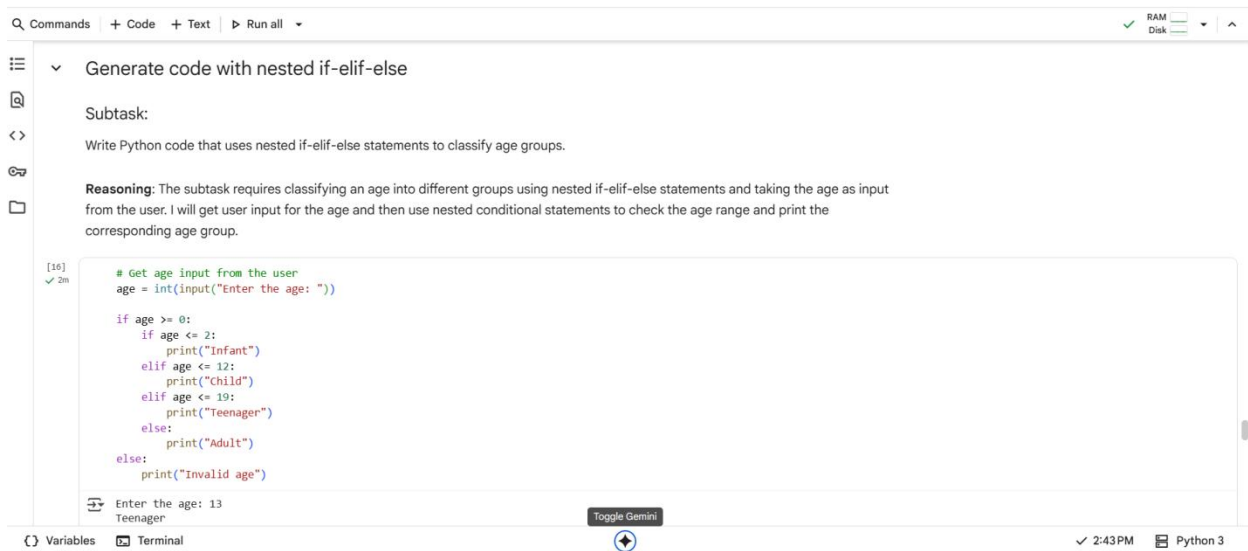 Commands + Code + Text Run all
RAM
Disk
Generate code with nested if-elif-else
Subtask:
Write Python code that uses nested if-elif-else statements to classify age groups.
Reasoning: The subtask requires classifying an age into different groups using nested if-elif-else statements and taking the age as input
from the user. I will get user input for the age and then use nested conditional statements to check the age range and print the
corresponding age group.
[16]
2m
# Get age input from the user
age = int(input("Enter the age: "))
if age >= 0:
    if age <= 2:
        print("Infant")
    elif age <= 12:
        print("Child")
    elif age <= 19:
        print("Teenager")
    else:
        print("Adult")
else:
    print("Invalid age")
Enter the age: 13
Teenager
Toggle Gemini
{} Variables Terminal 2:43 PM Python 3